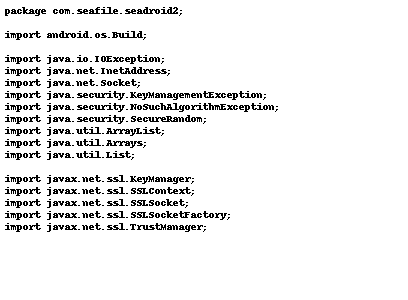 package com.seafile.seadroid2;

import android.os.Build;

import java.io.IOException;
import java.net.InetAddress;
import java.net.Socket;
import java.security.KeyManagementException;
import java.security.NoSuchAlgorithmException;
import java.security.SecureRandom;
import java.util.ArrayList;
import java.util.Arrays;
import java.util.List;

import javax.net.ssl.KeyManager;
import javax.net.ssl.SSLContext;
import javax.net.ssl.SSLSocket;
import javax.net.ssl.SSLSocketFactory;
import javax.net.ssl.TrustManager;